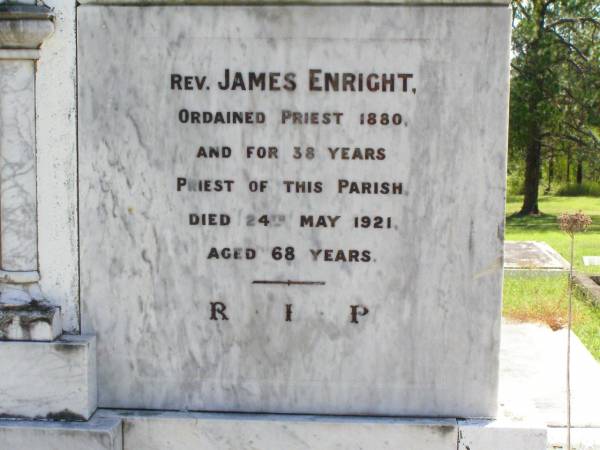 REV. JAMES ENRIGHT,
ORDAINED PRIEST 1880,
AND FOR 38 YEARS
PRIEST OF THIS PARISH.
DIED 24TH MAY 1921.
AGED 68 YEARS.
R I P